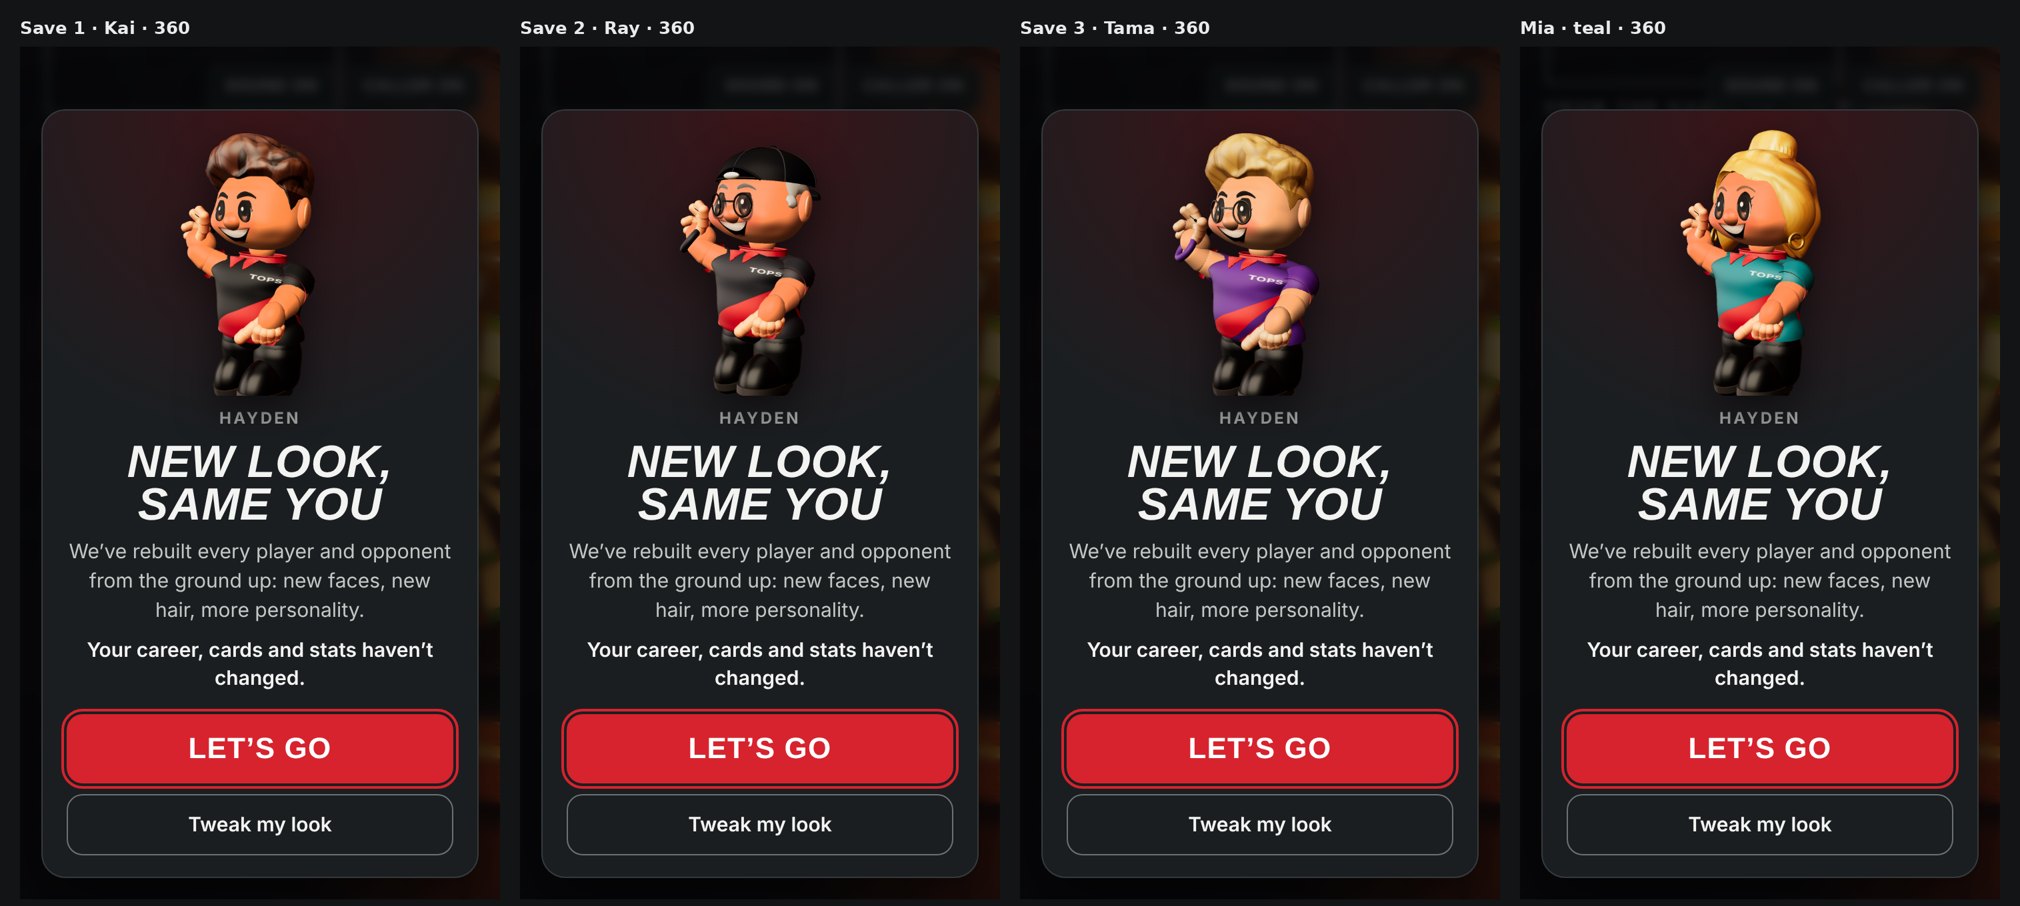 Save 1 · Kai · 360
TOPS
HAYDEN
NEW LOOK,
SAME YOU
We’ve rebuilt every player and opponent
from the ground up: new faces, new
hair, more personality.
Your career, cards and stats haven’t
changed.
LET’S GO
Tweak my look
Save 2 · Ray · 360
TOPS
HAYDEN
NEW LOOK,
SAME YOU
We’ve rebuilt every player and opponent
from the ground up: new faces, new
hair, more personality.
Your career, cards and stats haven’t
changed.
LET’S GO
Tweak my look
Save 3 · Tama · 360
TOPS
HAYDEN
NEW LOOK,
SAME YOU
We’ve rebuilt every player and opponent
from the ground up: new faces, new
hair, more personality.
Your career, cards and stats haven’t
changed.
LET’S GO
Tweak my look
Mia · teal · 360
TOPS
HAYDEN
NEW LOOK,
SAME YOU
We’ve rebuilt every player and opponent
from the ground up: new faces, new
hair, more personality.
Your career, cards and stats haven’t
changed.
LET’S GO
Tweak my look